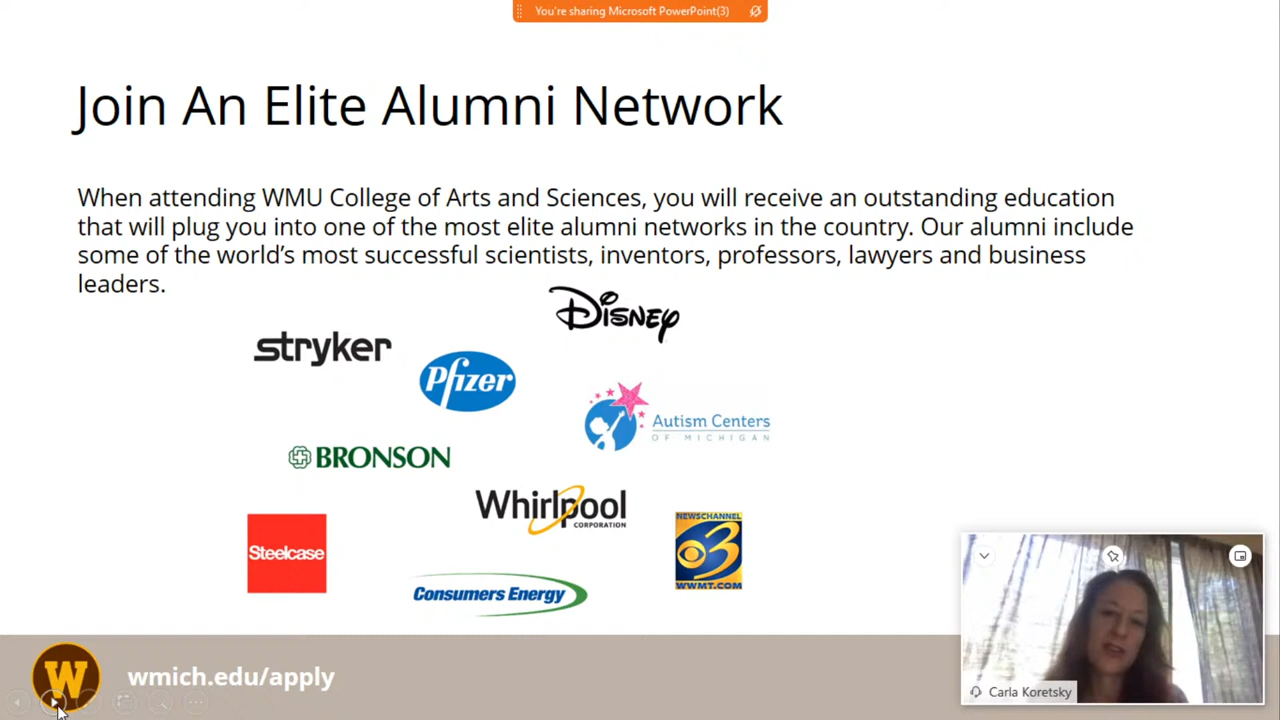 You're sharing Microsoft PowerPoint(3)
Join An Elite Alumni Network
When attending WMU College of Arts and Sciences, you will receive an outstanding education
that will plug you into one of the most elite alumni networks in the country. Our alumni include
some of the world's most successful scientists, inventors, professors, lawyers and business
leaders.
Disney
stryker
Pfizer
Autism Centers
OF MICHIGAN
BRONSON
Whirlpool
CORPORATION
NEWSCHANNEL
3
WWMT.COM
Steelcase
Consumers Energy
W
wmich.edu/apply
Carla Koretsky